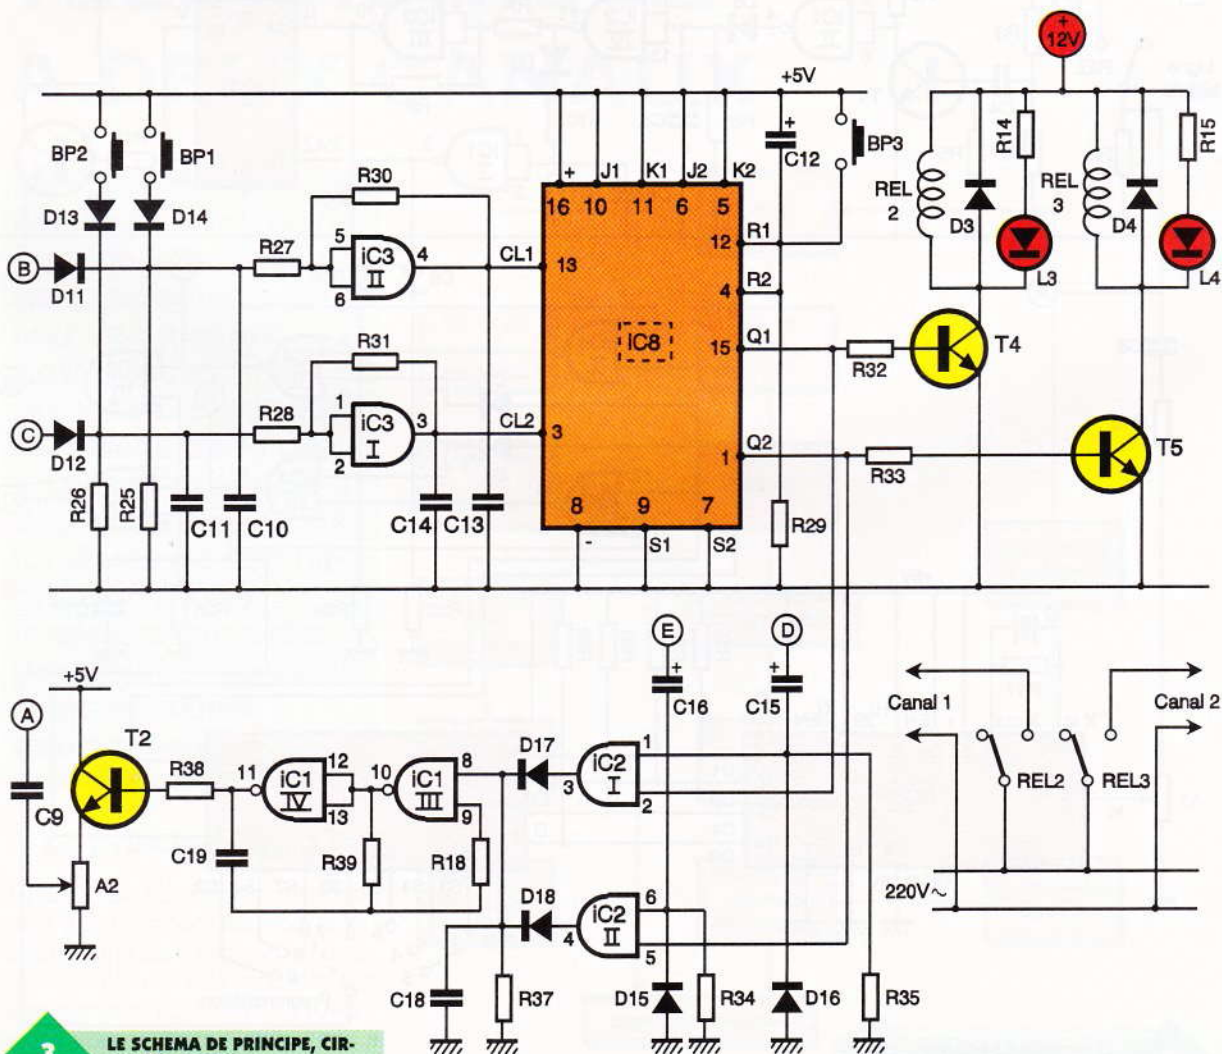 +
12V
+5V
BP2
BP1
D13
D14
R30
R27
5
6
iC3
II
4
CL1
B
D11
R31
R28
1
2
iC3
I
3
CL2
C
D12
R26
R25
C11
C10
C14
C13
+
J1
K1
J2
K2
16
10
11
6
5
13
3
iC8
12
R1
4
R2
15
Q1
1
Q2
8
9
7
-
S1
S2
+
C12
BP3
R29
R32
R33
T4
T5
REL
2
D3
R14
L3
REL
3
D4
R15
L4
+5V
A
C9
A2
T2
R38
11
iC1
IV
12
13
10
iC1
III
8
9
C19
R39
R18
D17
3
iC2
I
1
2
D18
4
iC2
II
6
5
C18
R37
E
+
C16
D
+
C15
D15
R34
D16
R35
Canal 1
Canal 2
REL2
REL3
220V~
3
LE SCHEMA DE PRINCIPE, CIR-